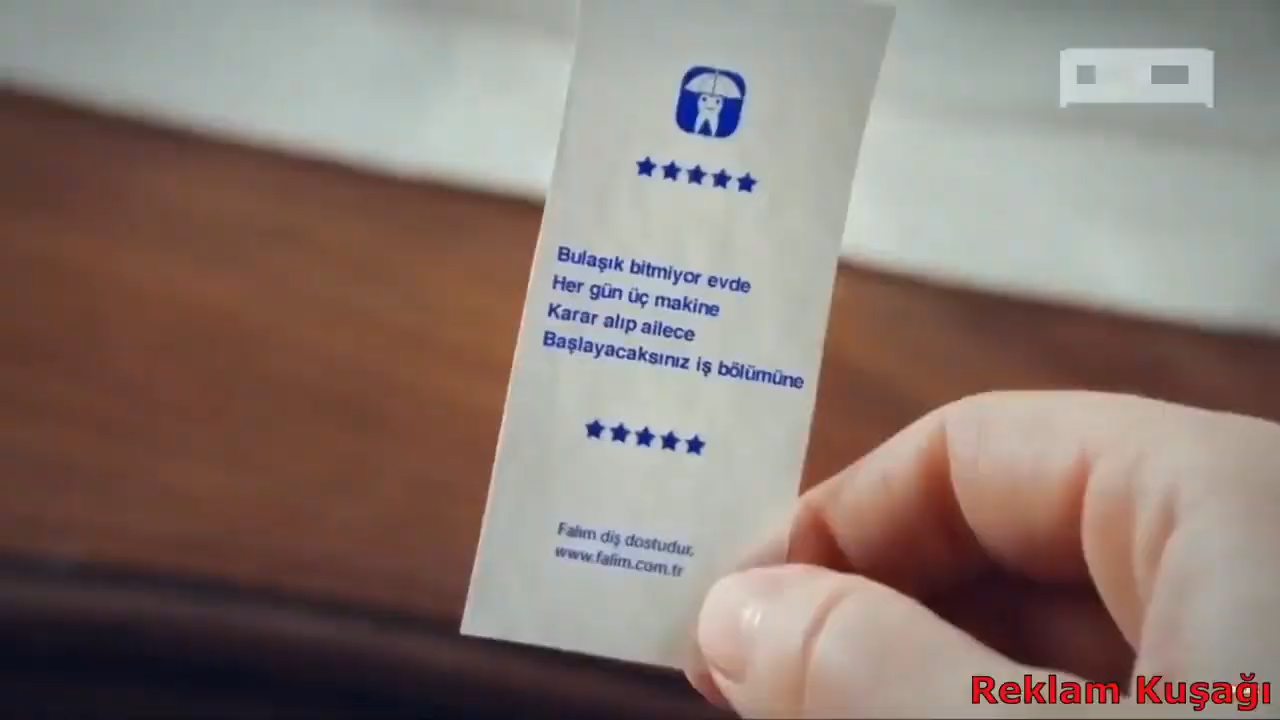 Bulaşık bitmiyor evde
Her gün üç makine
Karar alıp ailece
Başlayacaksınız iş bölümüne
Falım diş dostudur.
www.falim.com.tr
Reklam Kuşağı